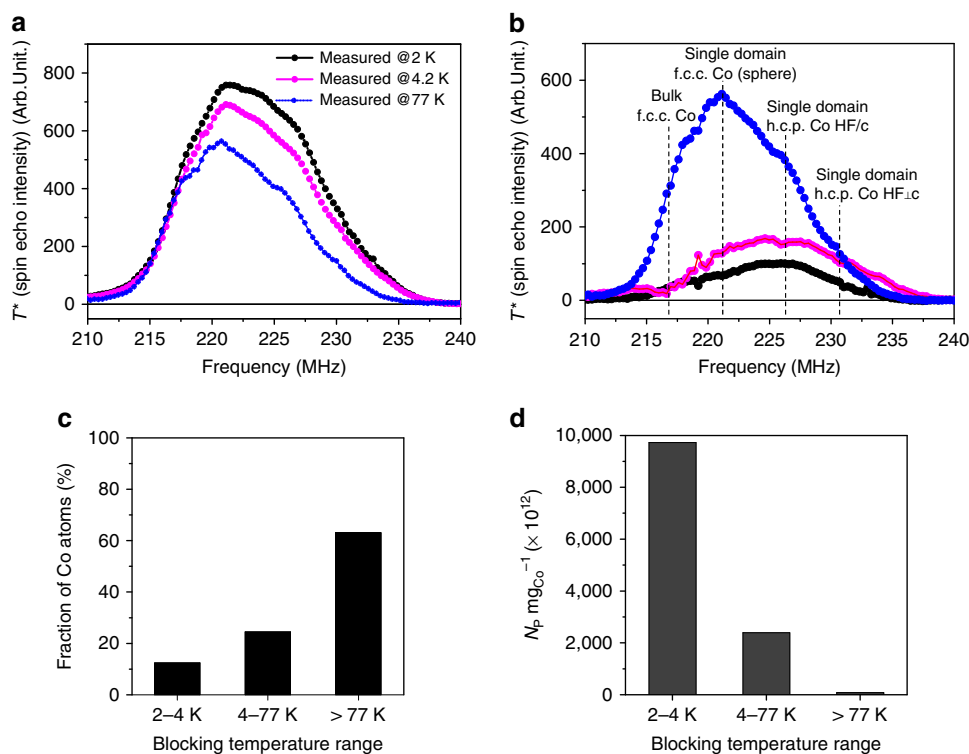 a
T* (spin echo intensity) (Arb.Unit.)
800
600
400
200
0
Measured @2 K
Measured @4.2 K
Measured @77 K
210 215 220 225 230 235 240
Frequency (MHz)
b
T* (spin echo intensity) (Arb.Unit.)
600
400
200
0
Single domain
f.c.c. Co (sphere)
Bulk
f.c.c. Co
Single domain
h.c.p. Co HF/c
Single domain
h.c.p. Co HF⊥c
210 215 220 225 230 235 240
Frequency (MHz)
c
Fraction of Co atoms (%)
100
80
60
40
20
0
2–4 K 4–77 K > 77 K
Blocking temperature range
d
Nₚ mg_Co⁻¹ (× 10¹²)
10,000
8,000
6,000
4,000
2,000
0
2–4 K 4–77 K > 77 K
Blocking temperature range